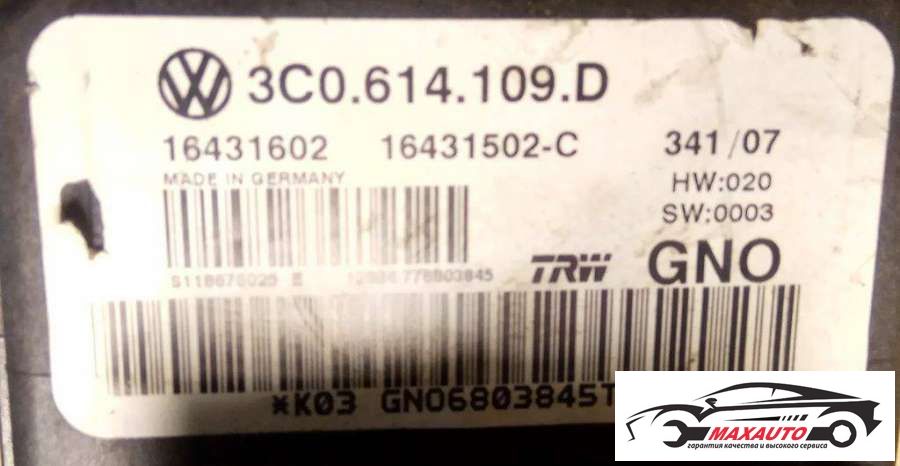 3C0.614.109.D
16431602 16431502-C 341/07
MADE IN GERMANY HW:020
SW:0003
TRW GNO
*K03 GNO6803845T
MAXAUTO
гарантия качества и высокого сервиса